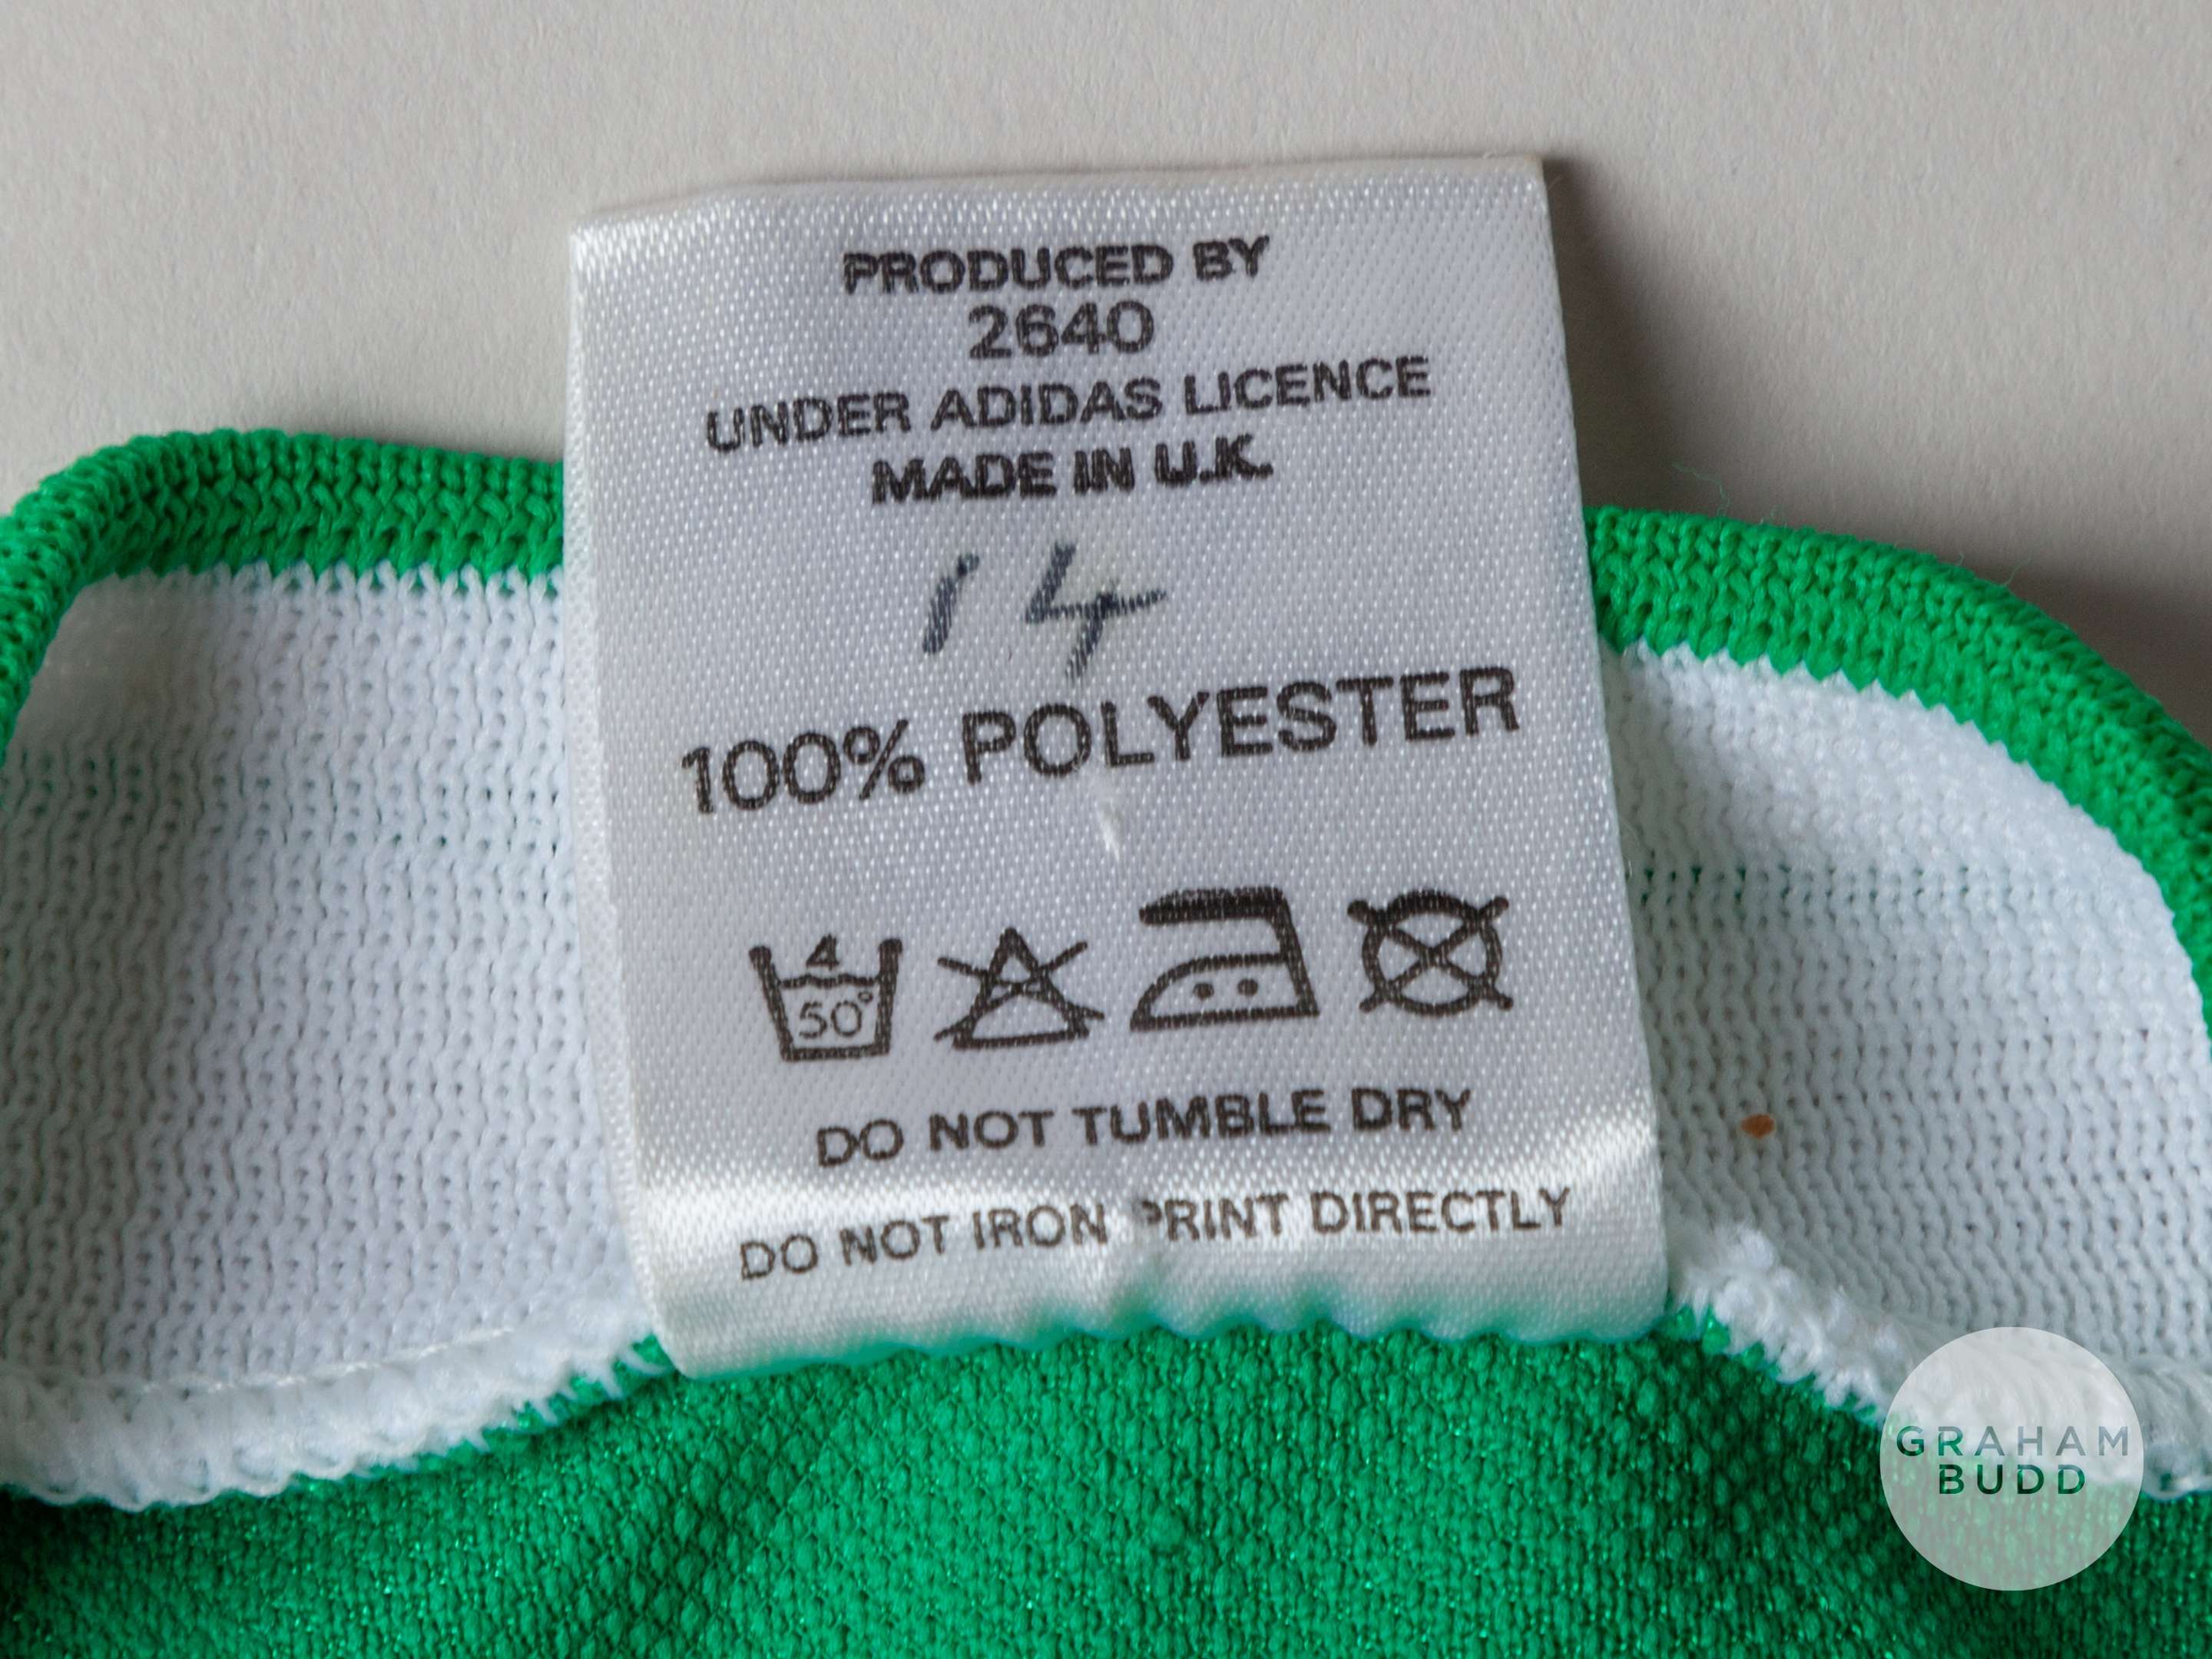 PRODUCED BY
2640
UNDER ADIDAS LICENCE
MADE IN U.K.
14
100% POLYESTER
4
50°
DO NOT TUMBLE DRY
DO NOT IRON PRINT DIRECTLY
GRAHAM
BUDD